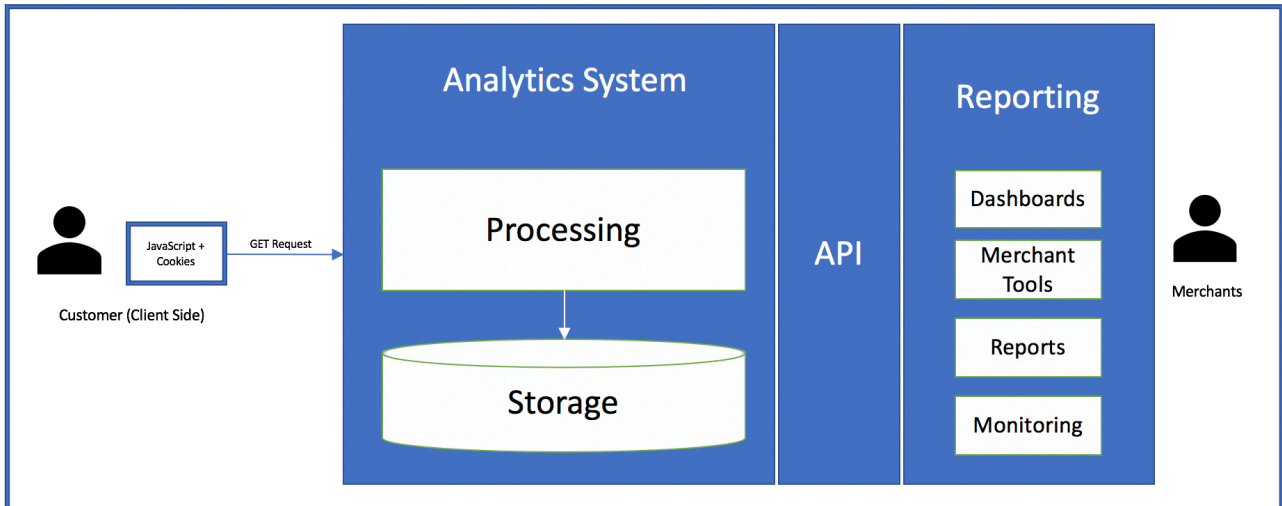 Customer (Client Side)
JavaScript +
Cookies
GET Request
Analytics System
Processing
Storage
API
Reporting
Dashboards
Merchant
Tools
Reports
Monitoring
Merchants